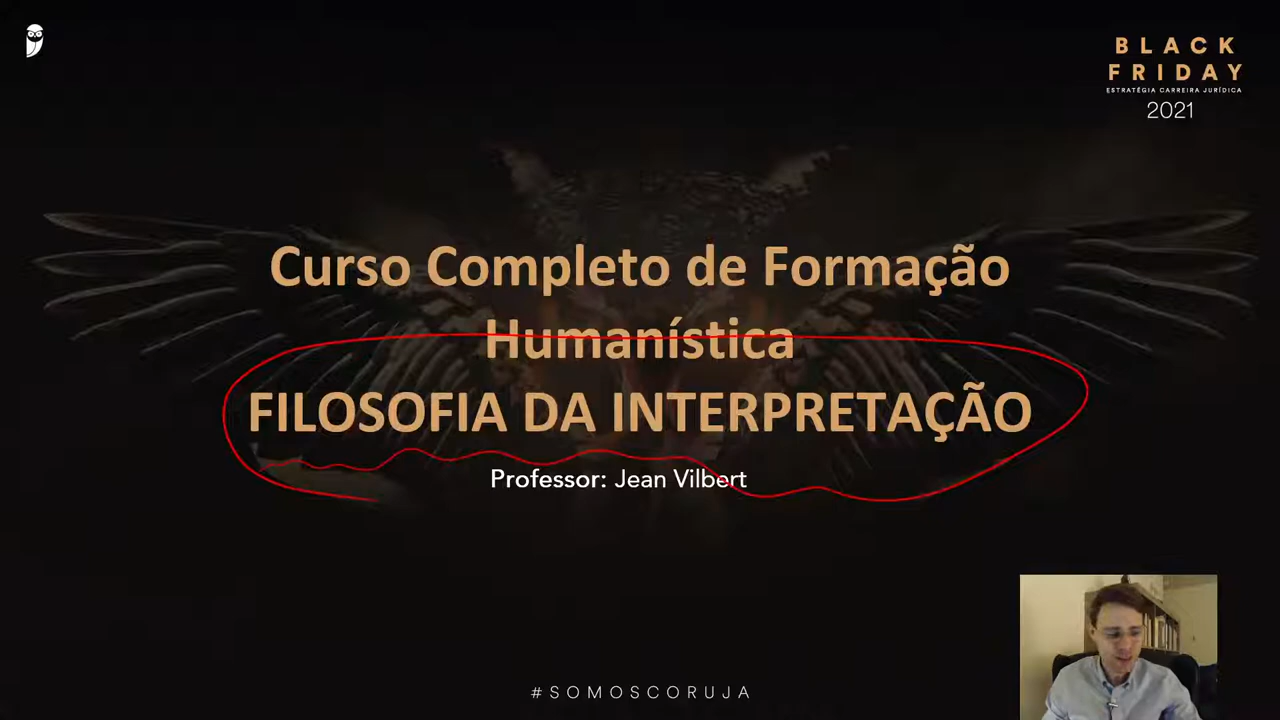 BLACK
FRIDAY
ESTRATÉGIA CARREIRA JURÍDICA
2021
Curso Completo de Formação
Humanística
FILOSOFIA DA INTERPRETAÇÃO
Professor: Jean Vilbert
#SOMOSCORUJA